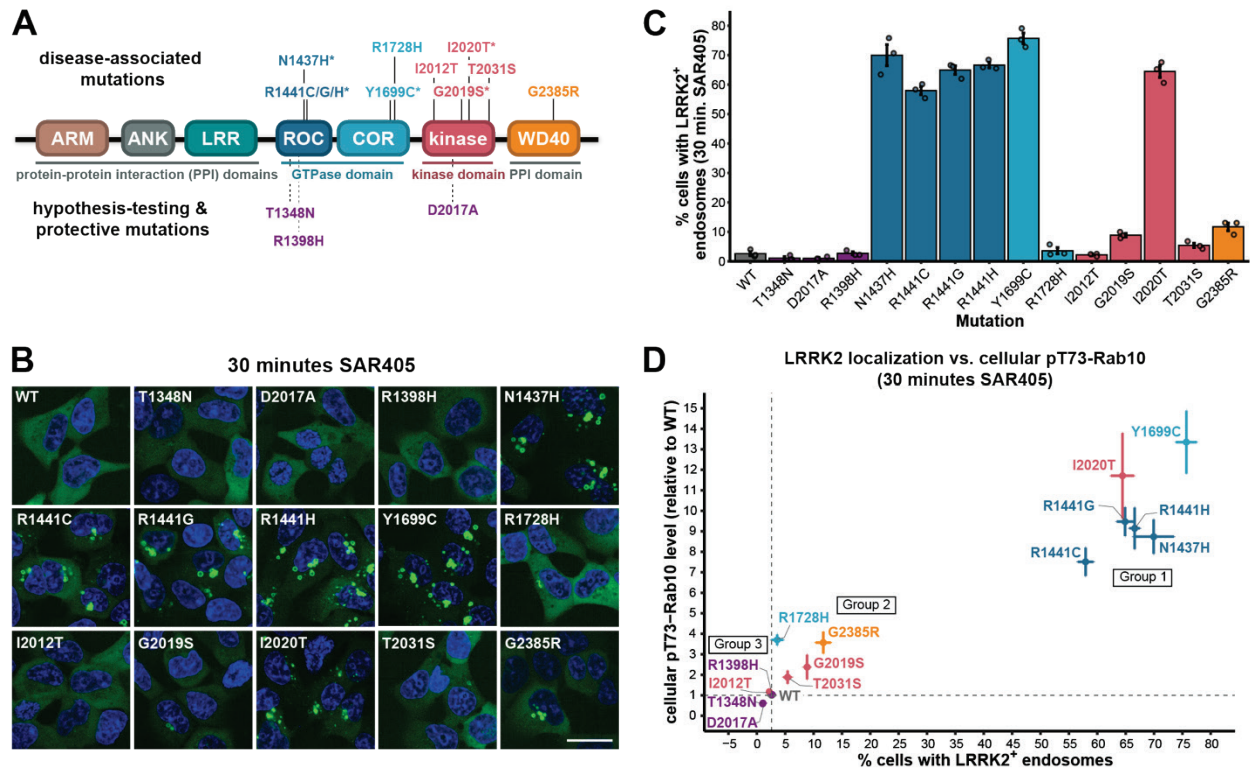 A
disease-associated
mutations
N1437H*
R1441C/G/H*
R1728H
Y1699C*
I2020T*
I2012T
T2031S
G2019S*
G2385R
ARM
ANK
LRR
ROC
COR
kinase
WD40
protein-protein interaction (PPI) domains
GTPase domain
kinase domain
PPI domain
hypothesis-testing &
protective mutations
T1348N
R1398H
D2017A
B
30 minutes SAR405
WT
T1348N
D2017A
R1398H
N1437H
R1441C
R1441G
R1441H
Y1699C
R1728H
I2012T
G2019S
I2020T
T2031S
G2385R
C
% cells with LRRK2+
endosomes (30 min. SAR405)
80
70
60
50
40
30
20
10
0
WT
T1348N
D2017A
R1398H
N1437H
R1441C
R1441G
R1441H
Y1699C
R1728H
I2012T
G2019S
I2020T
T2031S
G2385R
Mutation
D
LRRK2 localization vs. cellular pT73-Rab10
(30 minutes SAR405)
cellular pT73−Rab10 level (relative to WT)
15
14
13
12
11
10
9
8
7
6
5
4
3
2
1
0
Y1699C
I2020T
R1441G
R1441H
N1437H
R1441C
Group 1
Group 2
R1728H
G2385R
Group 3
R1398H
G2019S
I2012T
T2031S
WT
T1348N
D2017A
−5 0 5 10 15 20 25 30 35 40 45 50 55 60 65 70 75 80
% cells with LRRK2+ endosomes